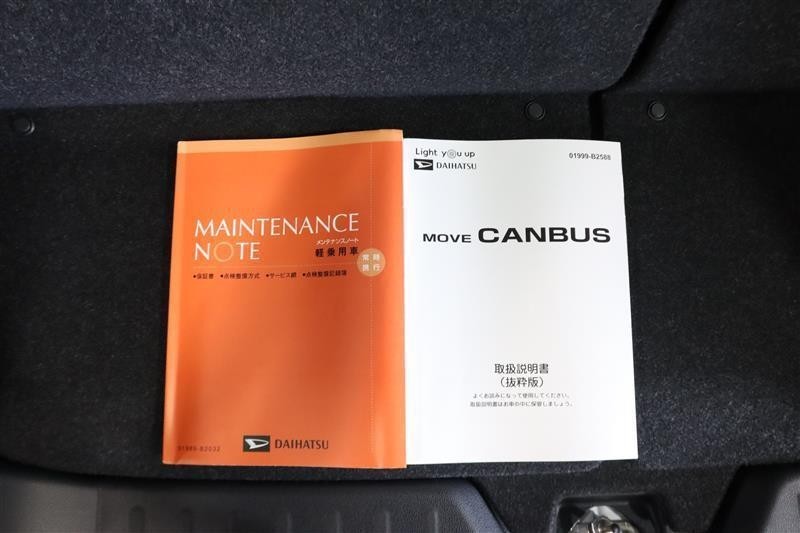 MAINTENANCE
NOTE
メンテナンスノート
軽乗用車
常時
携行
●保証書 ●点検整備方式 ●サービス網 ●点検整備記録簿
01999-B2032
DAIHATSU
Light you up
DAIHATSU
01999-B2588
MOVE CANBUS
取扱説明書
（抜粋版）
よくお読みになって使用してください。
取扱説明書はお車の中に保管しましょう。